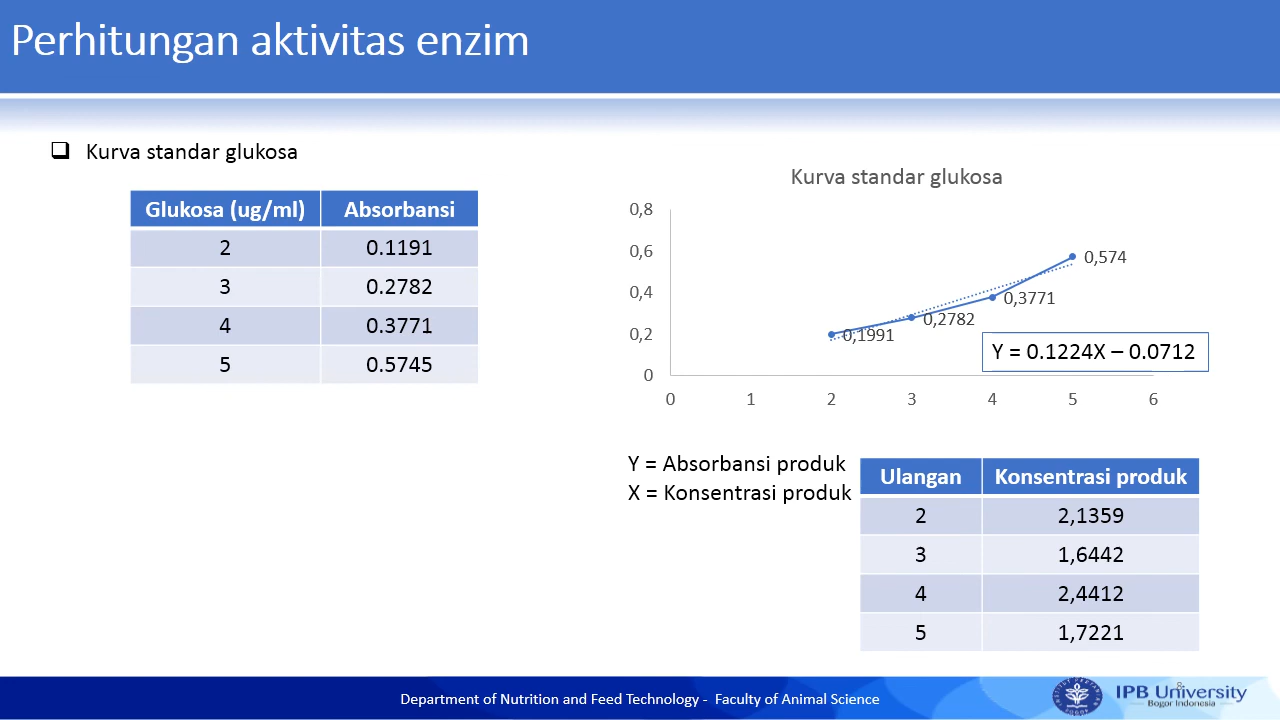 Perhitungan aktivitas enzim
Kurva standar glukosa
Glukosa (ug/ml) Absorbansi
2 0.1191
3 0.2782
4 0.3771
5 0.5745
Kurva standar glukosa
0,8
0,6
0,4
0,2
0
0 1 2 3 4 5 6
0,1991
0,2782
0,3771
0,574
Y = 0.1224X – 0.0712
Y = Absorbansi produk
X = Konsentrasi produk
Ulangan Konsentrasi produk
2 2,1359
3 1,6442
4 2,4412
5 1,7221
Department of Nutrition and Feed Technology - Faculty of Animal Science
8
IPB University
Bogor Indonesia